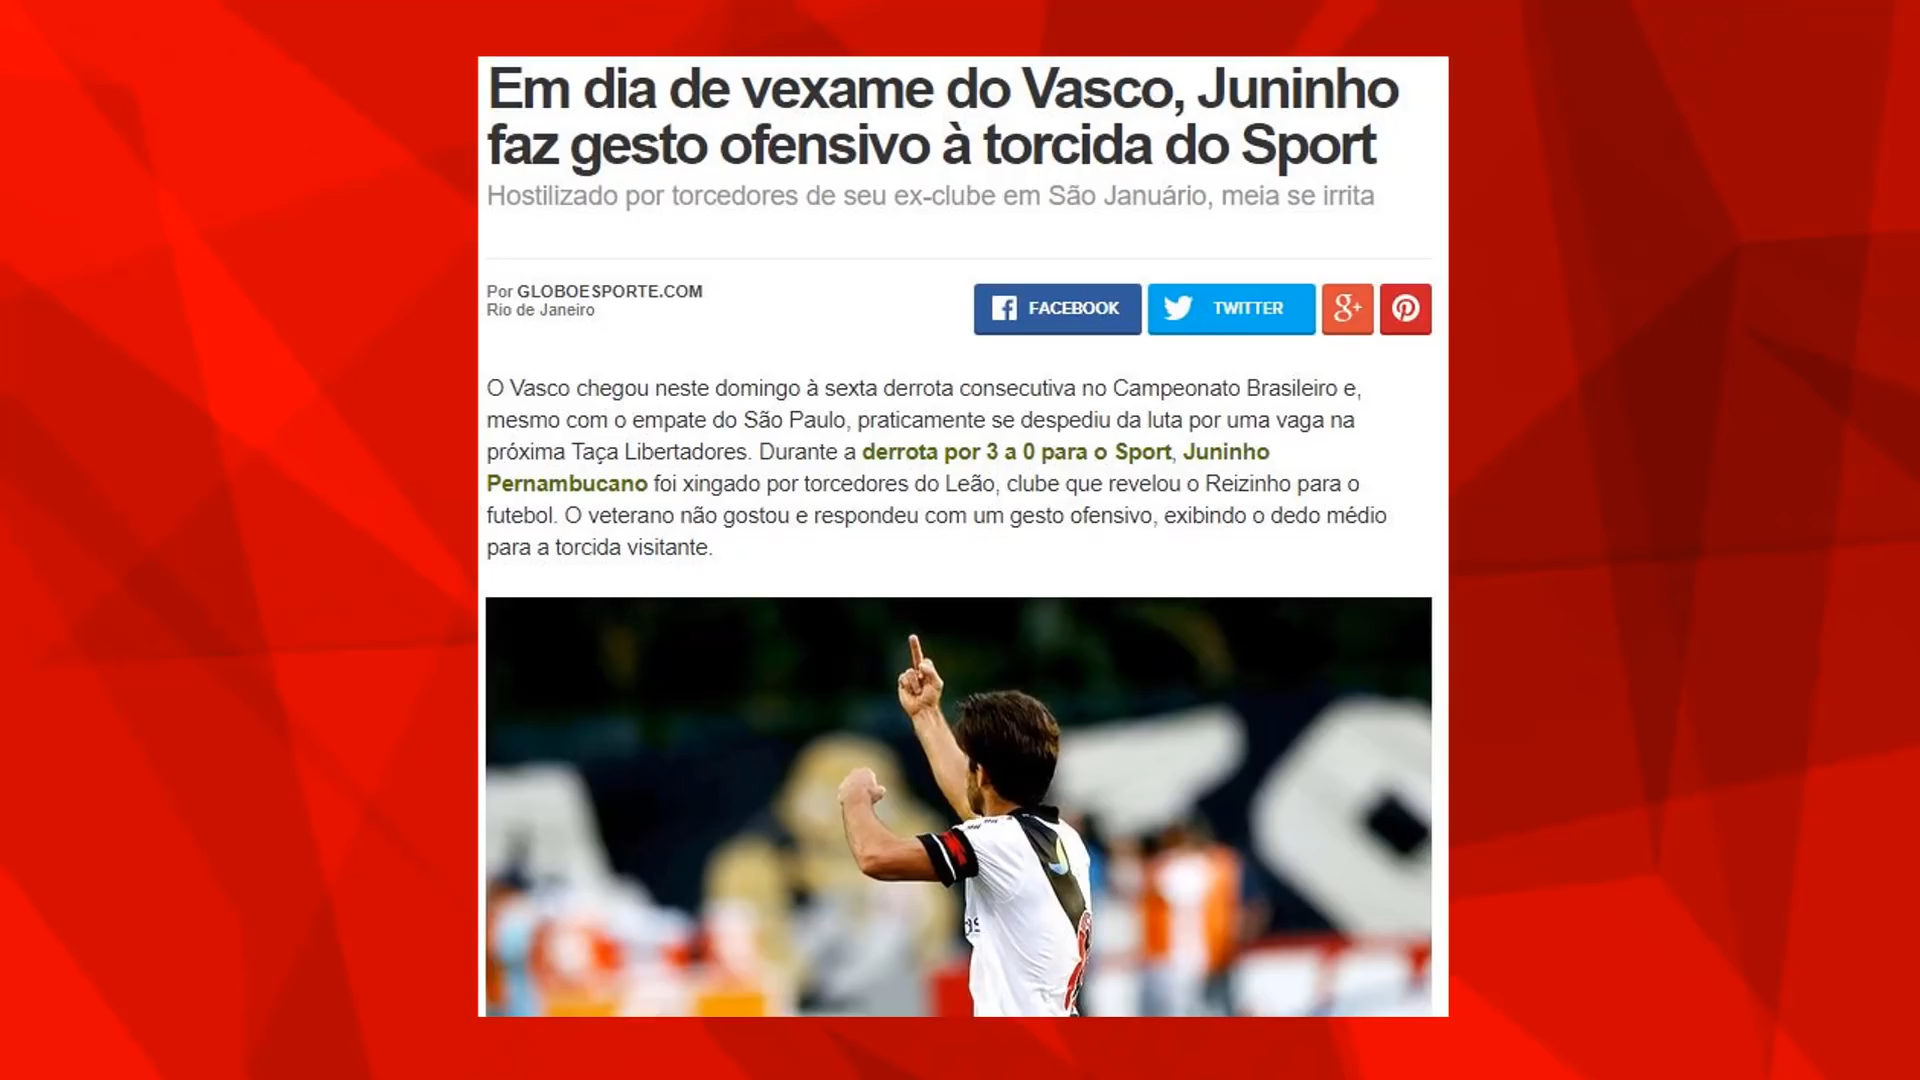 Em dia de vexame do Vasco, Juninho
faz gesto ofensivo à torcida do Sport
Hostilizado por torcedores de seu ex-clube em São Januário, meia se irrita
Por GLOBOESPORTE.COM
Rio de Janeiro
FACEBOOK
TWITTER
g+
O Vasco chegou neste domingo à sexta derrota consecutiva no Campeonato Brasileiro e,
mesmo com o empate do São Paulo, praticamente se despediu da luta por uma vaga na
próxima Taça Libertadores. Durante a derrota por 3 a 0 para o Sport, Juninho
Pernambucano foi xingado por torcedores do Leão, clube que revelou o Reizinho para o
futebol. O veterano não gostou e respondeu com um gesto ofensivo, exibindo o dedo médio
para a torcida visitante.